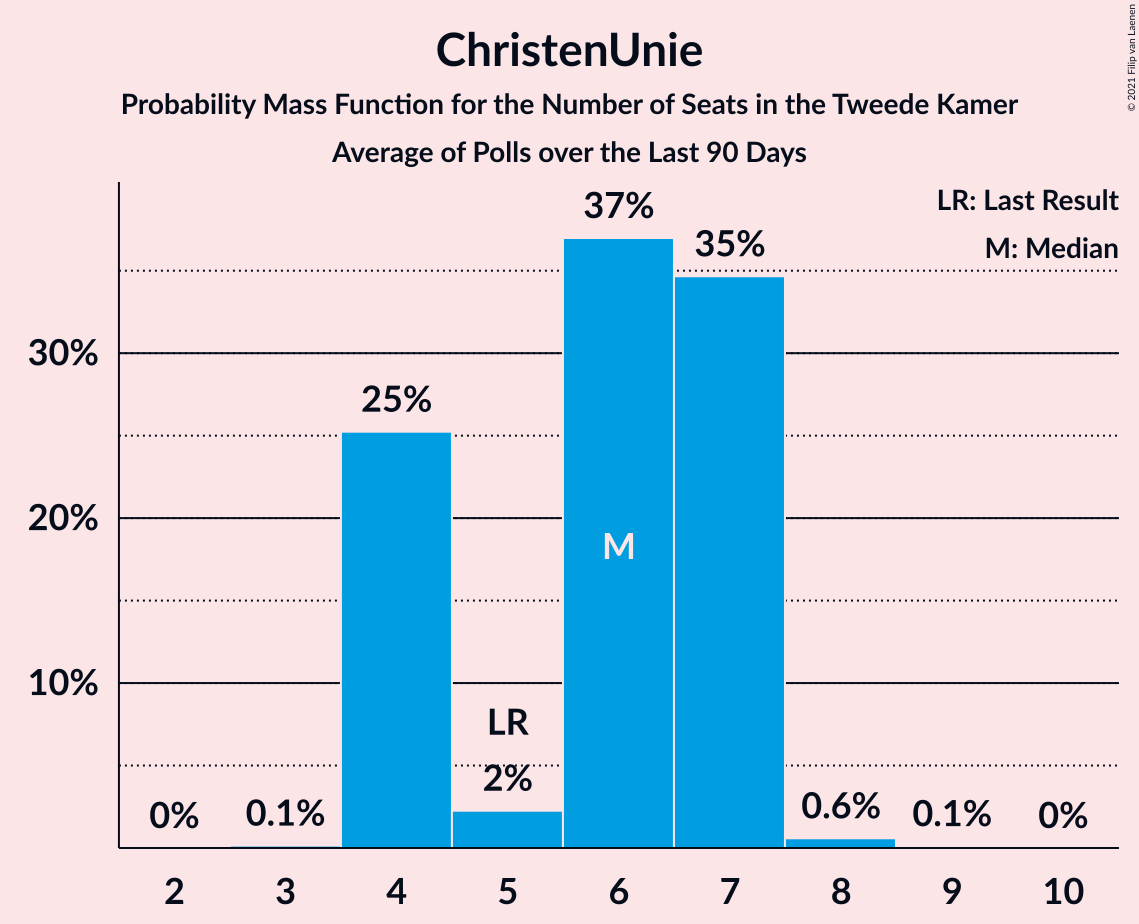 ChristenUnie
Probability Mass Function for the Number of Seats in the Tweede Kamer
Average of Polls over the Last 90 Days
© 2021 Filip van Laenen
LR: Last Result
M: Median
37%
35%
30%
25%
20%
M
10%
LR
2%
0%
0.1%
0.6%
0.1%
0%
2
3
4
5
6
7
8
9
10